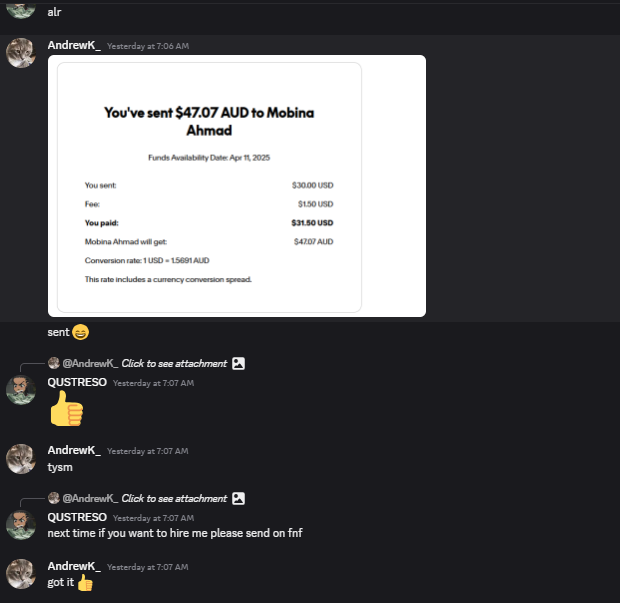 alr
AndrewK_ Yesterday at 7:06 AM
You've sent $47.07 AUD to Mobina
Ahmad
Funds Availability Date: Apr 11, 2025
You sent: $30.00 USD
Fee: $1.50 USD
You paid: $31.50 USD
Mobina Ahmad will get: $47.07 AUD
Conversion rate: 1 USD = 1.5691 AUD
This rate includes a currency conversion spread.
sent 😄
@AndrewK_ Click to see attachment
QUSTRESO Yesterday at 7:07 AM
👍
AndrewK_ Yesterday at 7:07 AM
tysm
@AndrewK_ Click to see attachment
QUSTRESO Yesterday at 7:07 AM
next time if you want to hire me please send on fnf
AndrewK_ Yesterday at 7:07 AM
got it 👍